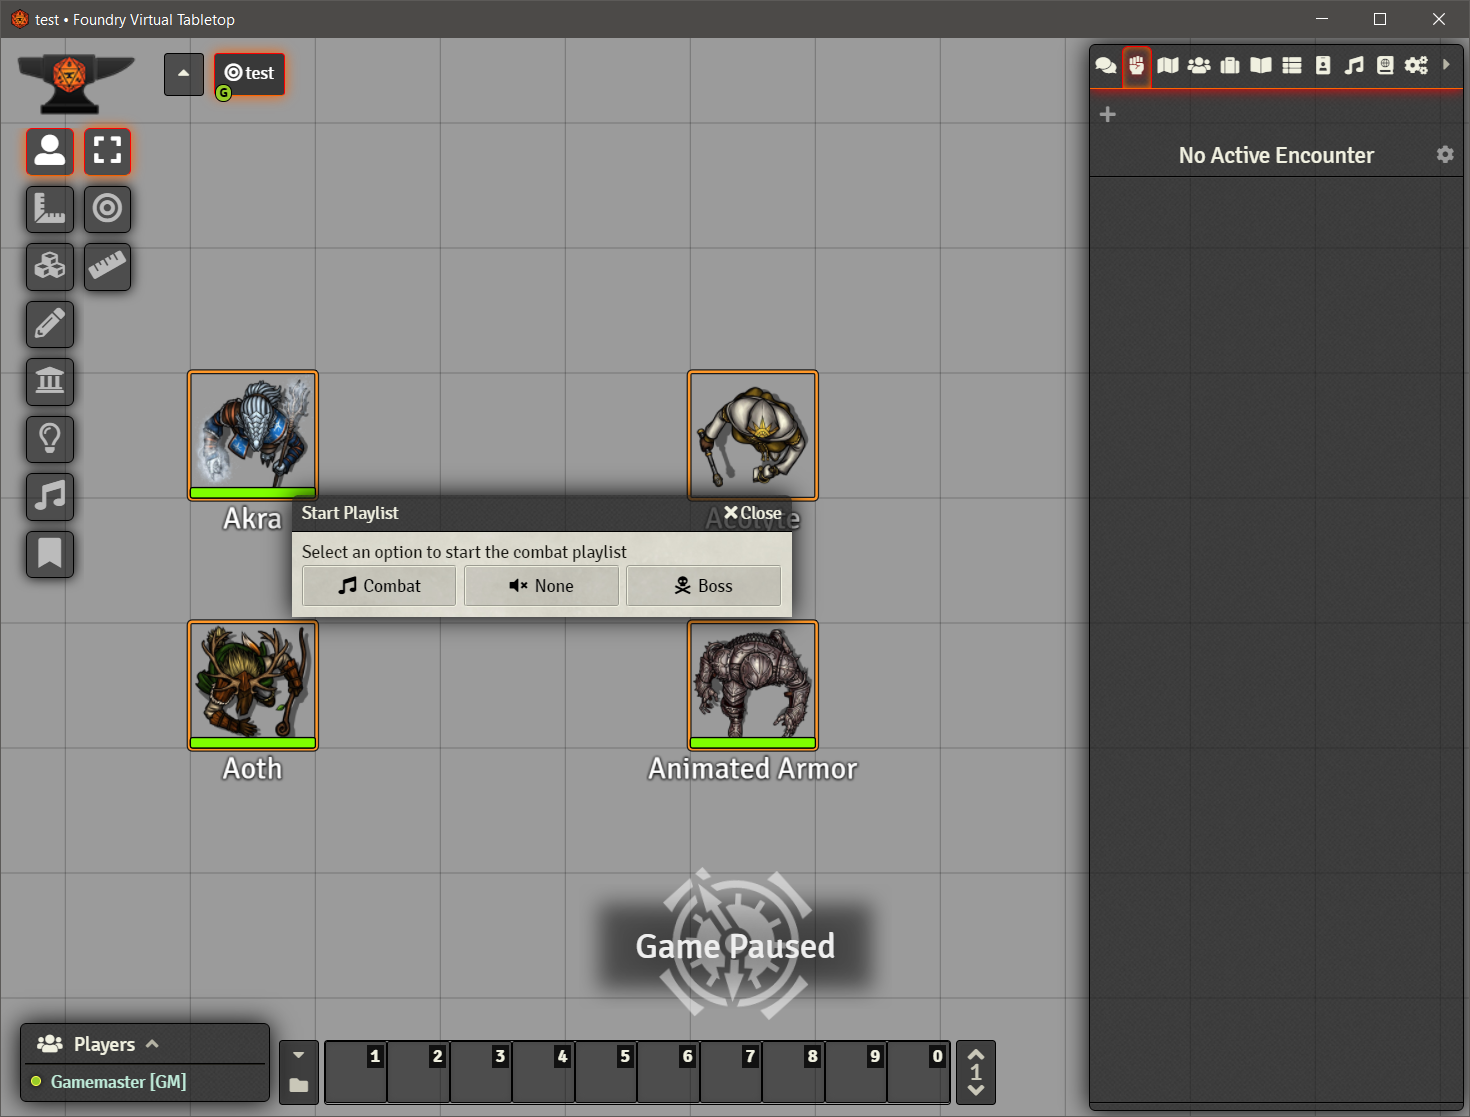 test • Foundry Virtual Tabletop
test
G
No Active Encounter
Akra
Acolyte
Start Playlist
Close
Select an option to start the combat playlist
Combat
None
Boss
Aoth
Animated Armor
Game Paused
Players
Gamemaster [GM]
1 2 3 4 5 6 7 8 9 0
1